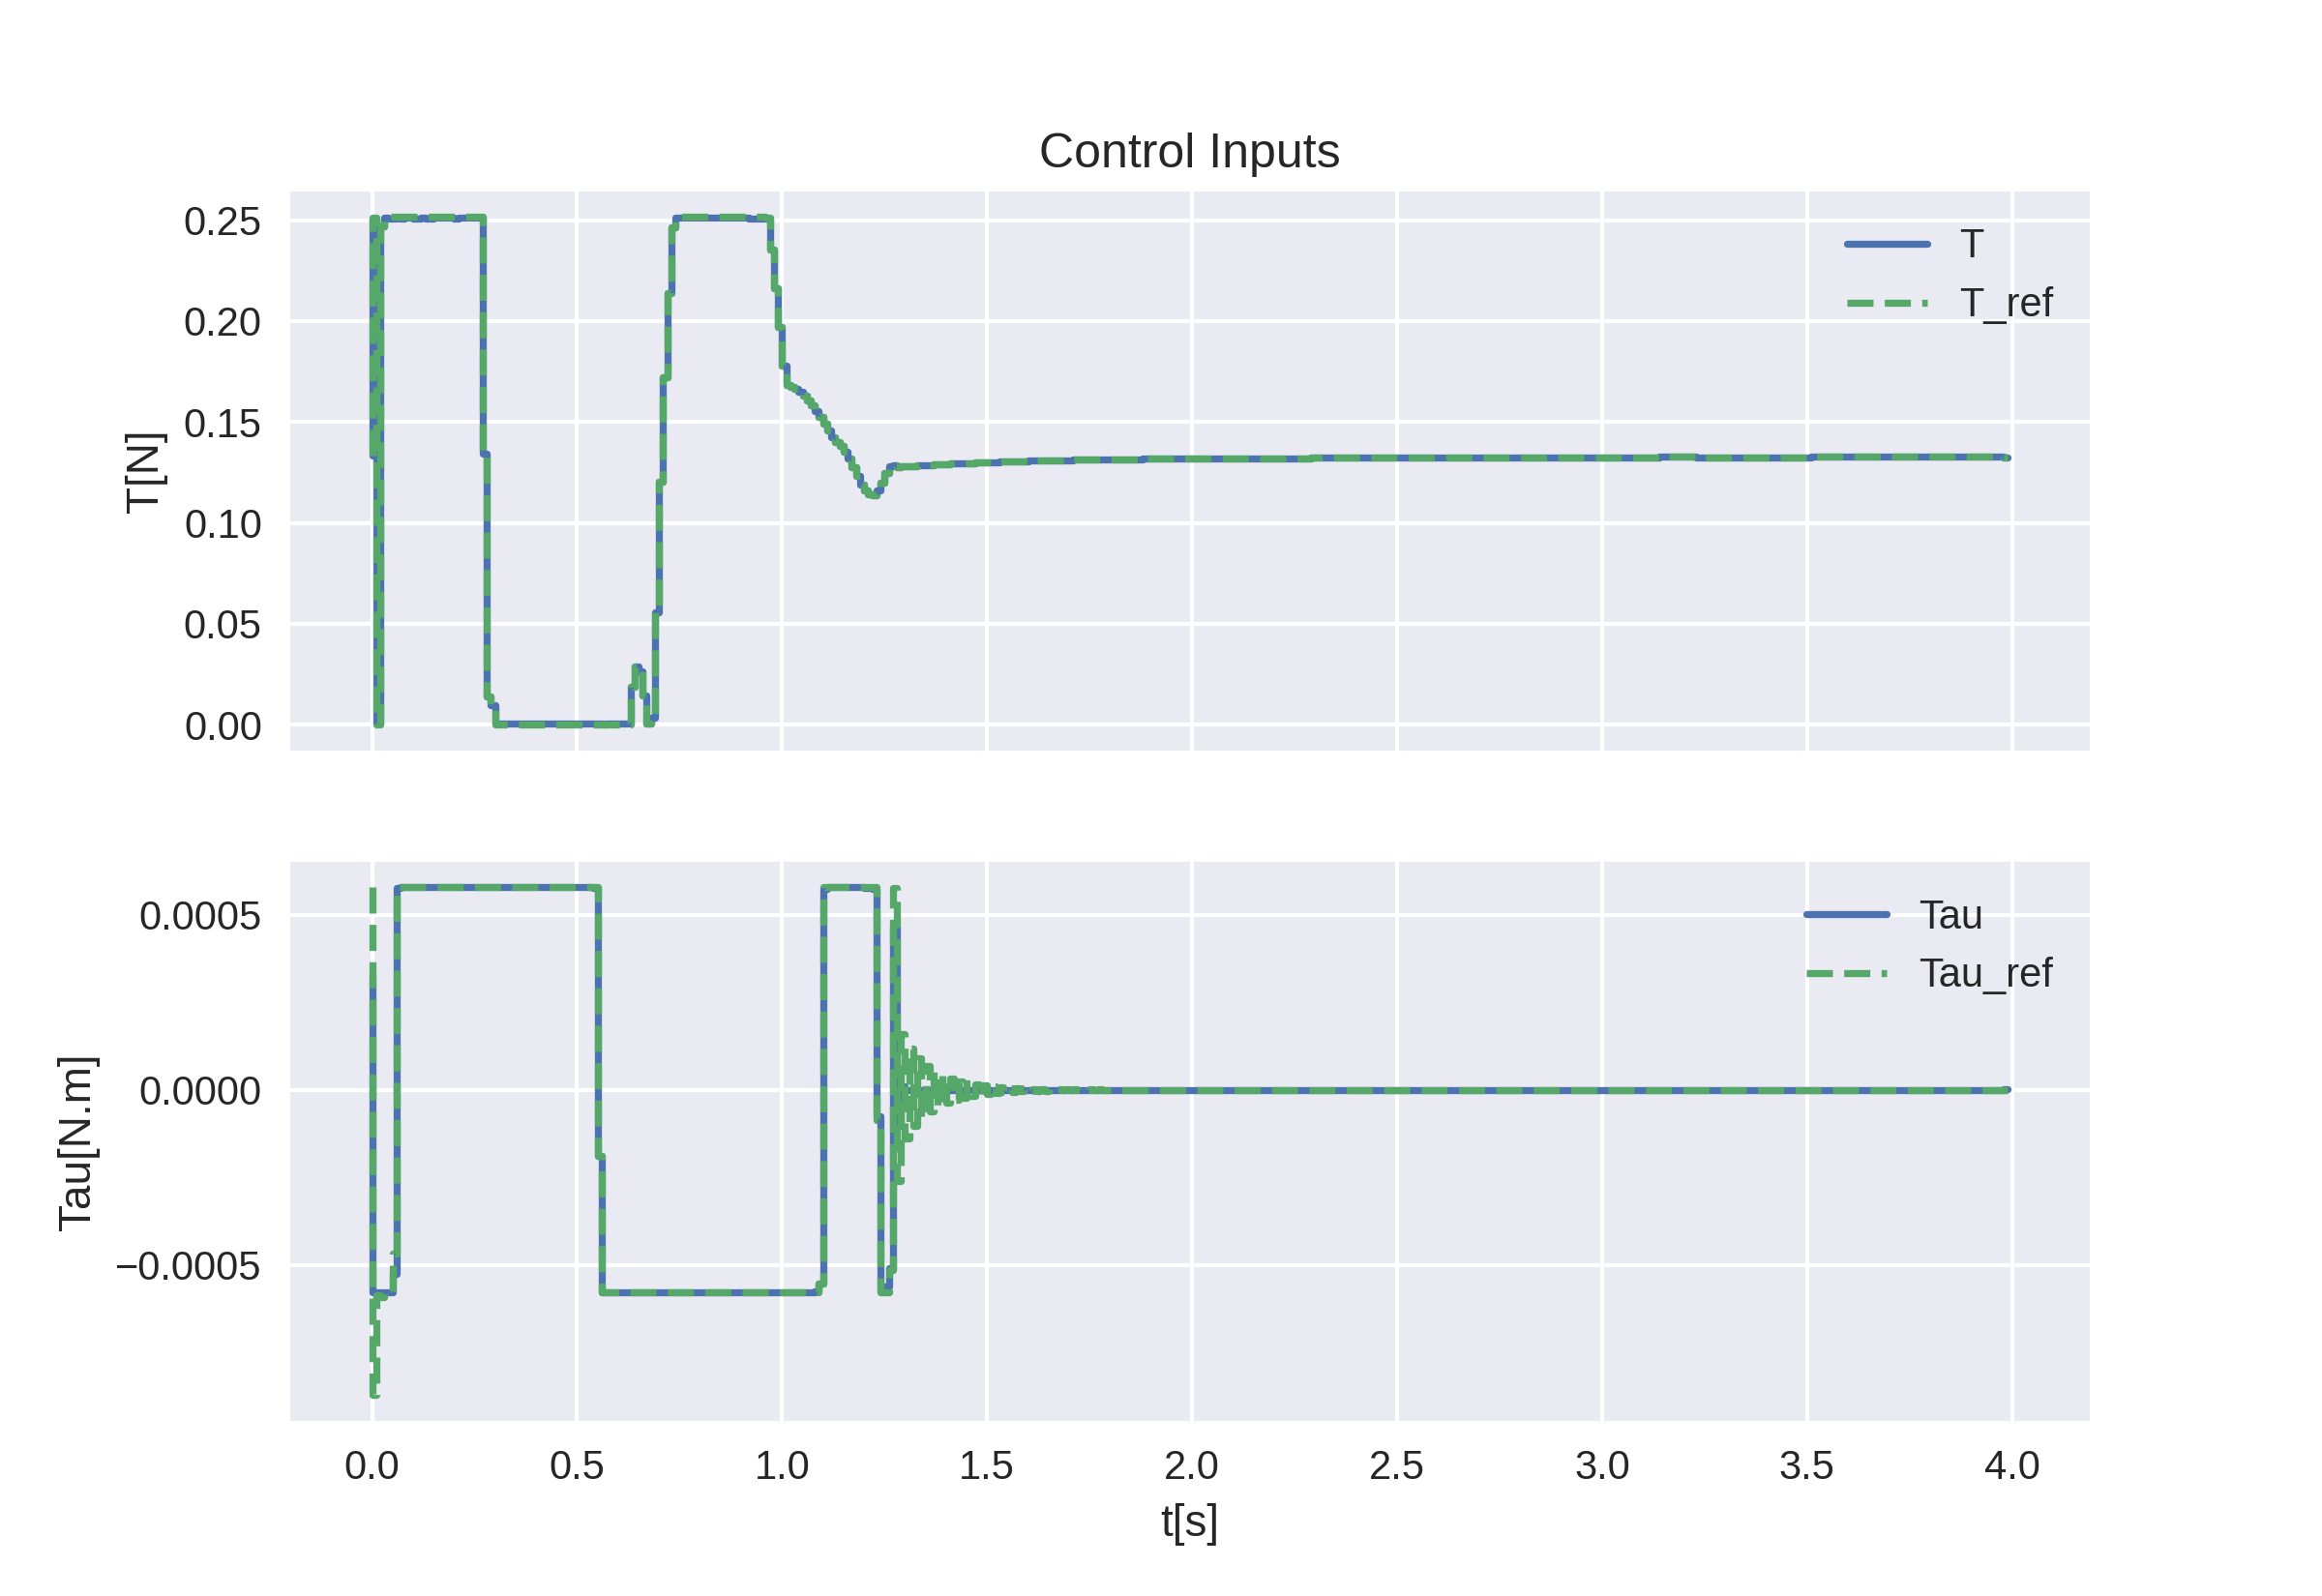 Control Inputs
0.25
0.20
0.15
0.10
0.05
0.00
T[N]
T
T_ref
0.0005
0.0000
−0.0005
Tau[N.m]
Tau
Tau_ref
0.0 0.5 1.0 1.5 2.0 2.5 3.0 3.5 4.0
t[s]